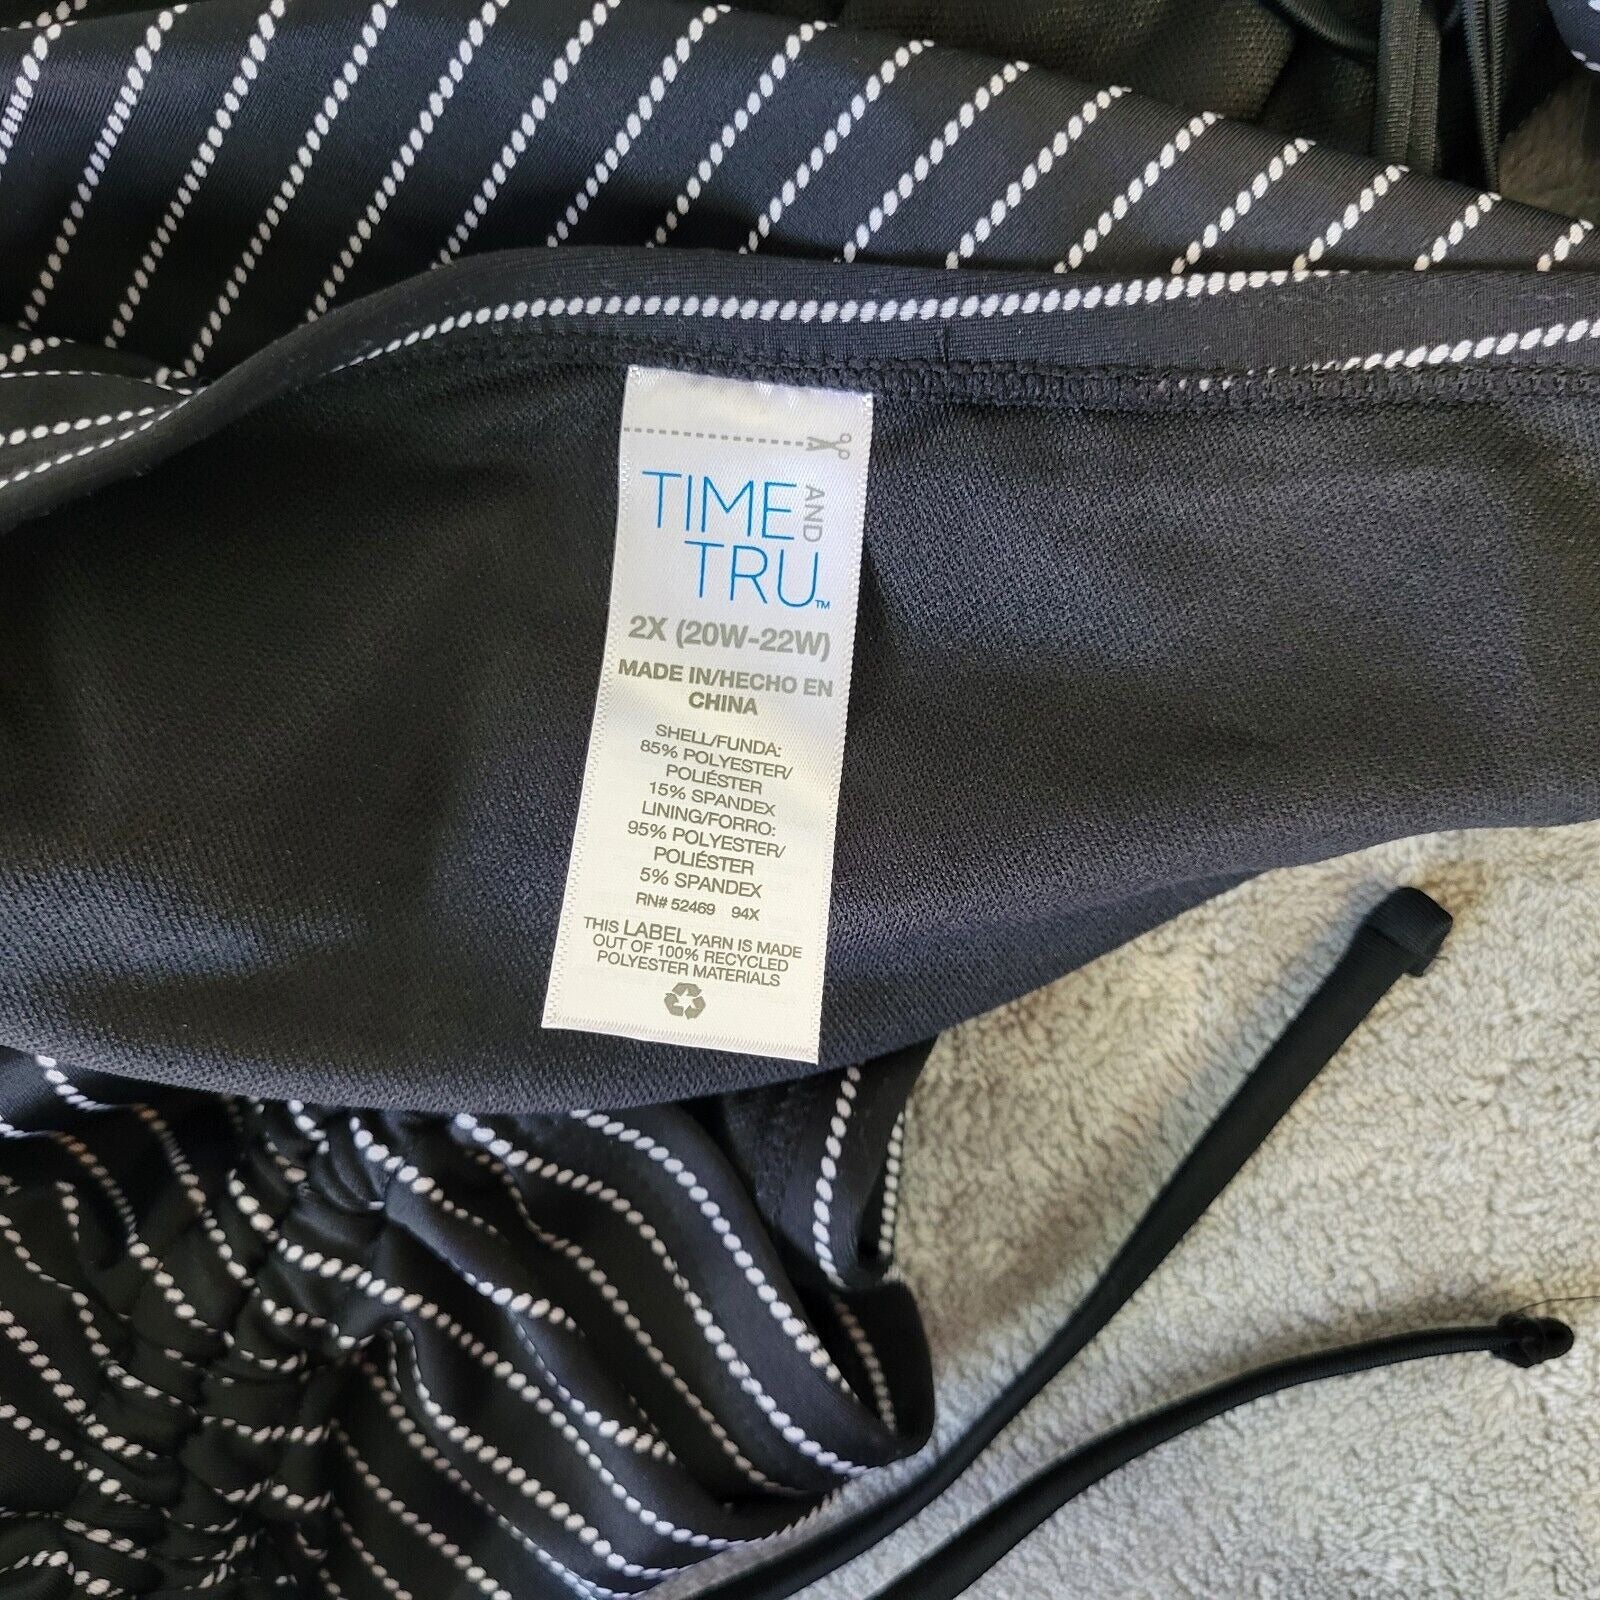 TIME AND
TRU™
2X (20W-22W)
MADE IN/HECHO EN
CHINA
SHELL/FUNDA:
85% POLYESTER/
POLIÉSTER
15% SPANDEX
LINING/FORRO:
95% POLYESTER/
POLIÉSTER
5% SPANDEX
RN# 52469 94X
THIS LABEL YARN IS MADE
OUT OF 100% RECYCLED
POLYESTER MATERIALS